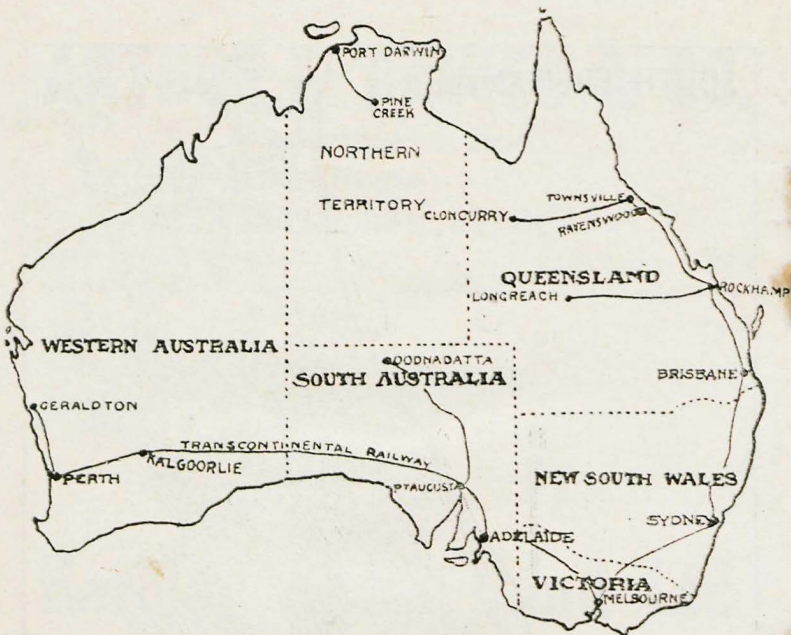 PORT DARWIN
PINE
CREEK
NORTHERN
TERRITORY
TOWNSVILLE
CLONCURRY
RAVENSWOOD
QUEENSLAND
LONGREACH
ROCKHAMP
WESTERN AUSTRALIA
OODNADATTA
SOUTH AUSTRALIA
BRISBANE
GERALDTON
TRANSCONTINENTAL RAILWAY
KALGOORLIE
PERTH
PT AUGUSTA
NEW SOUTH WALES
SYDNEY
ADELAIDE
VICTORIA
MELBOURNE